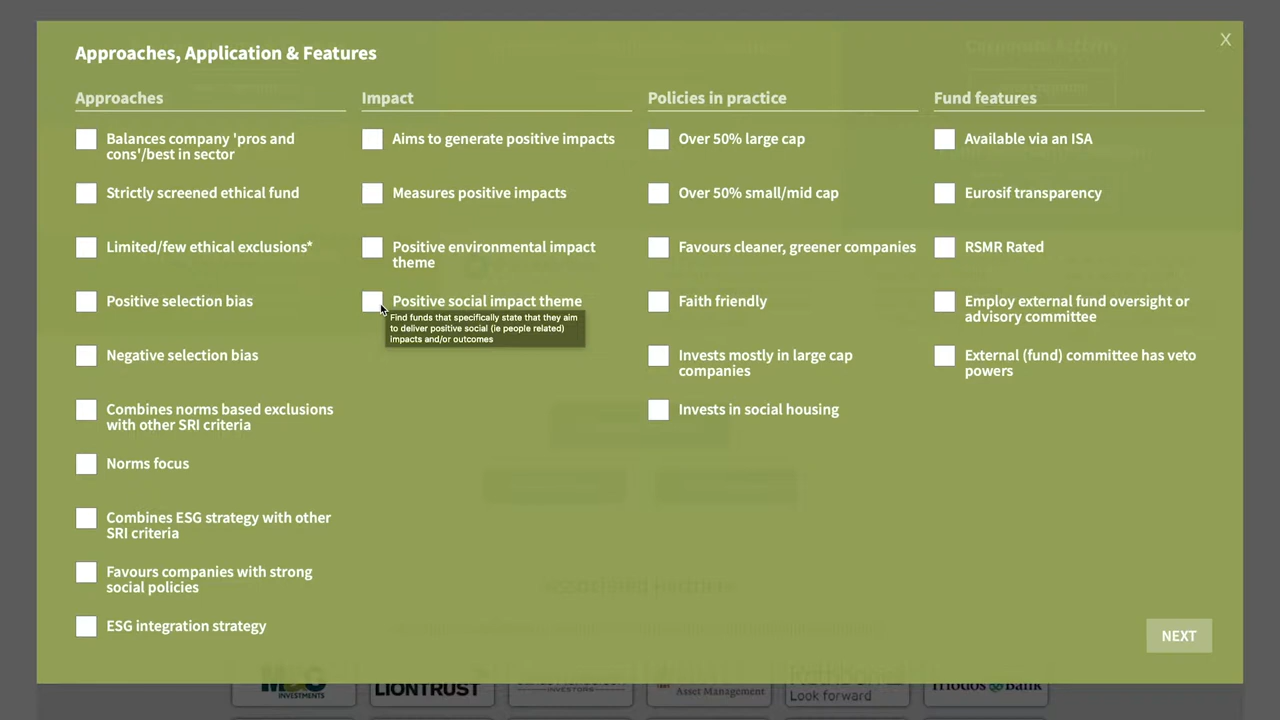 Approaches, Application & Features
X
Approaches
Balances company 'pros and
cons'/best in sector
Strictly screened ethical fund
Limited/few ethical exclusions*
Positive selection bias
Negative selection bias
Combines norms based exclusions
with other SRI criteria
Norms focus
Combines ESG strategy with other
SRI criteria
Favours companies with strong
social policies
ESG integration strategy
Impact
Aims to generate positive impacts
Measures positive impacts
Positive environmental impact
theme
Positive social impact theme
Find funds that specifically state that they aim
to deliver positive social (ie people related)
impacts and/or outcomes
Policies in practice
Over 50% large cap
Over 50% small/mid cap
Favours cleaner, greener companies
Faith friendly
Invests mostly in large cap
companies
Invests in social housing
Fund features
Available via an ISA
Eurosif transparency
RSMR Rated
Employ external fund oversight or
advisory committee
External (fund) committee has veto
powers
NEXT
M&G
INVESTMENTS
LIONTRUST
INVESTORS
Asset Management
Rathbone
Look forward
Triodos Bank